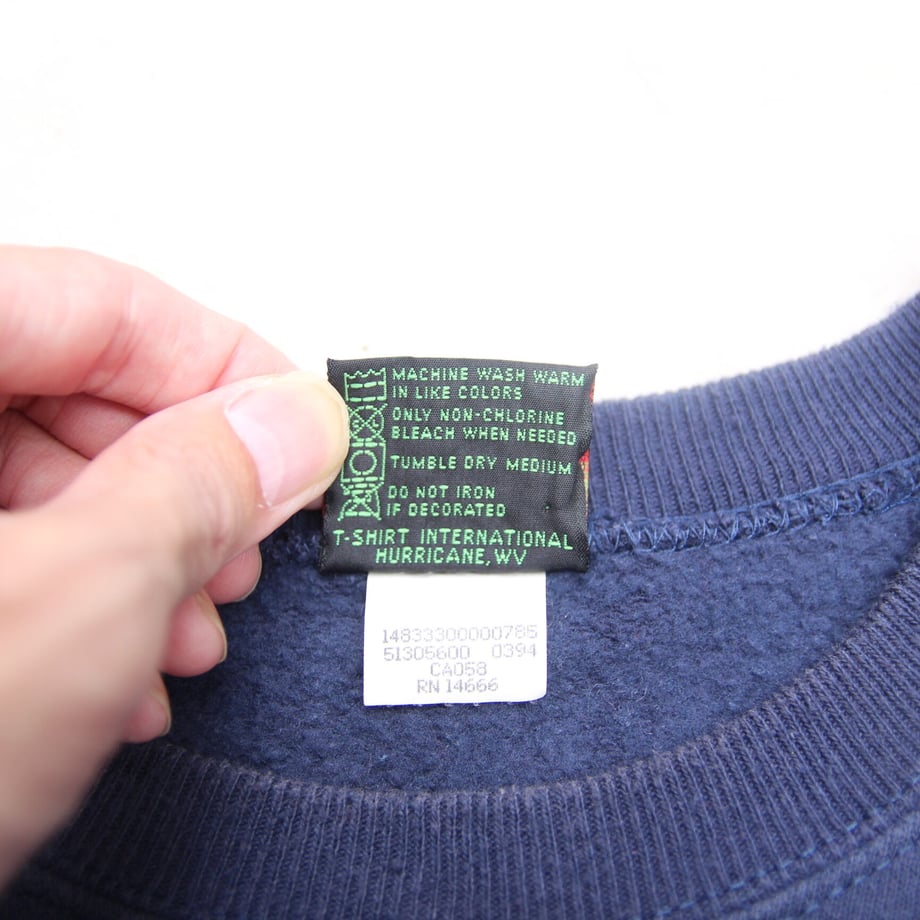 MACHINE WASH WARM
IN LIKE COLORS
ONLY NON-CHLORINE
BLEACH WHEN NEEDED
TUMBLE DRY MEDIUM
DO NOT IRON
IF DECORATED
T-SHIRT INTERNATIONAL
HURRICANE, WV
14833300000785
51305600 0394
CA058
RN 14666